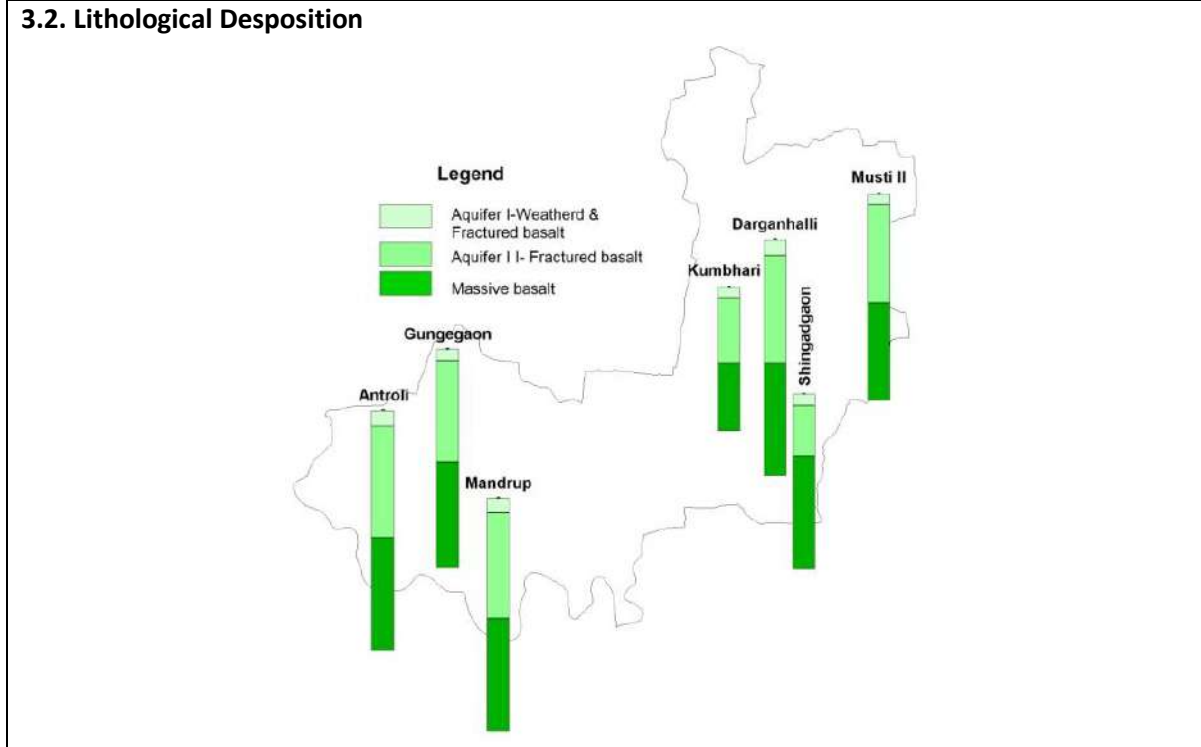 3.2. Lithological Desposition
Legend
Aquifer I-Weatherd &
Fractured basalt
Aquifer I I- Fractured basalt
Massive basalt
Musti II
Darganhalli
Kumbhari
Shingadgaon
Gungegaon
Antroli
Mandrup